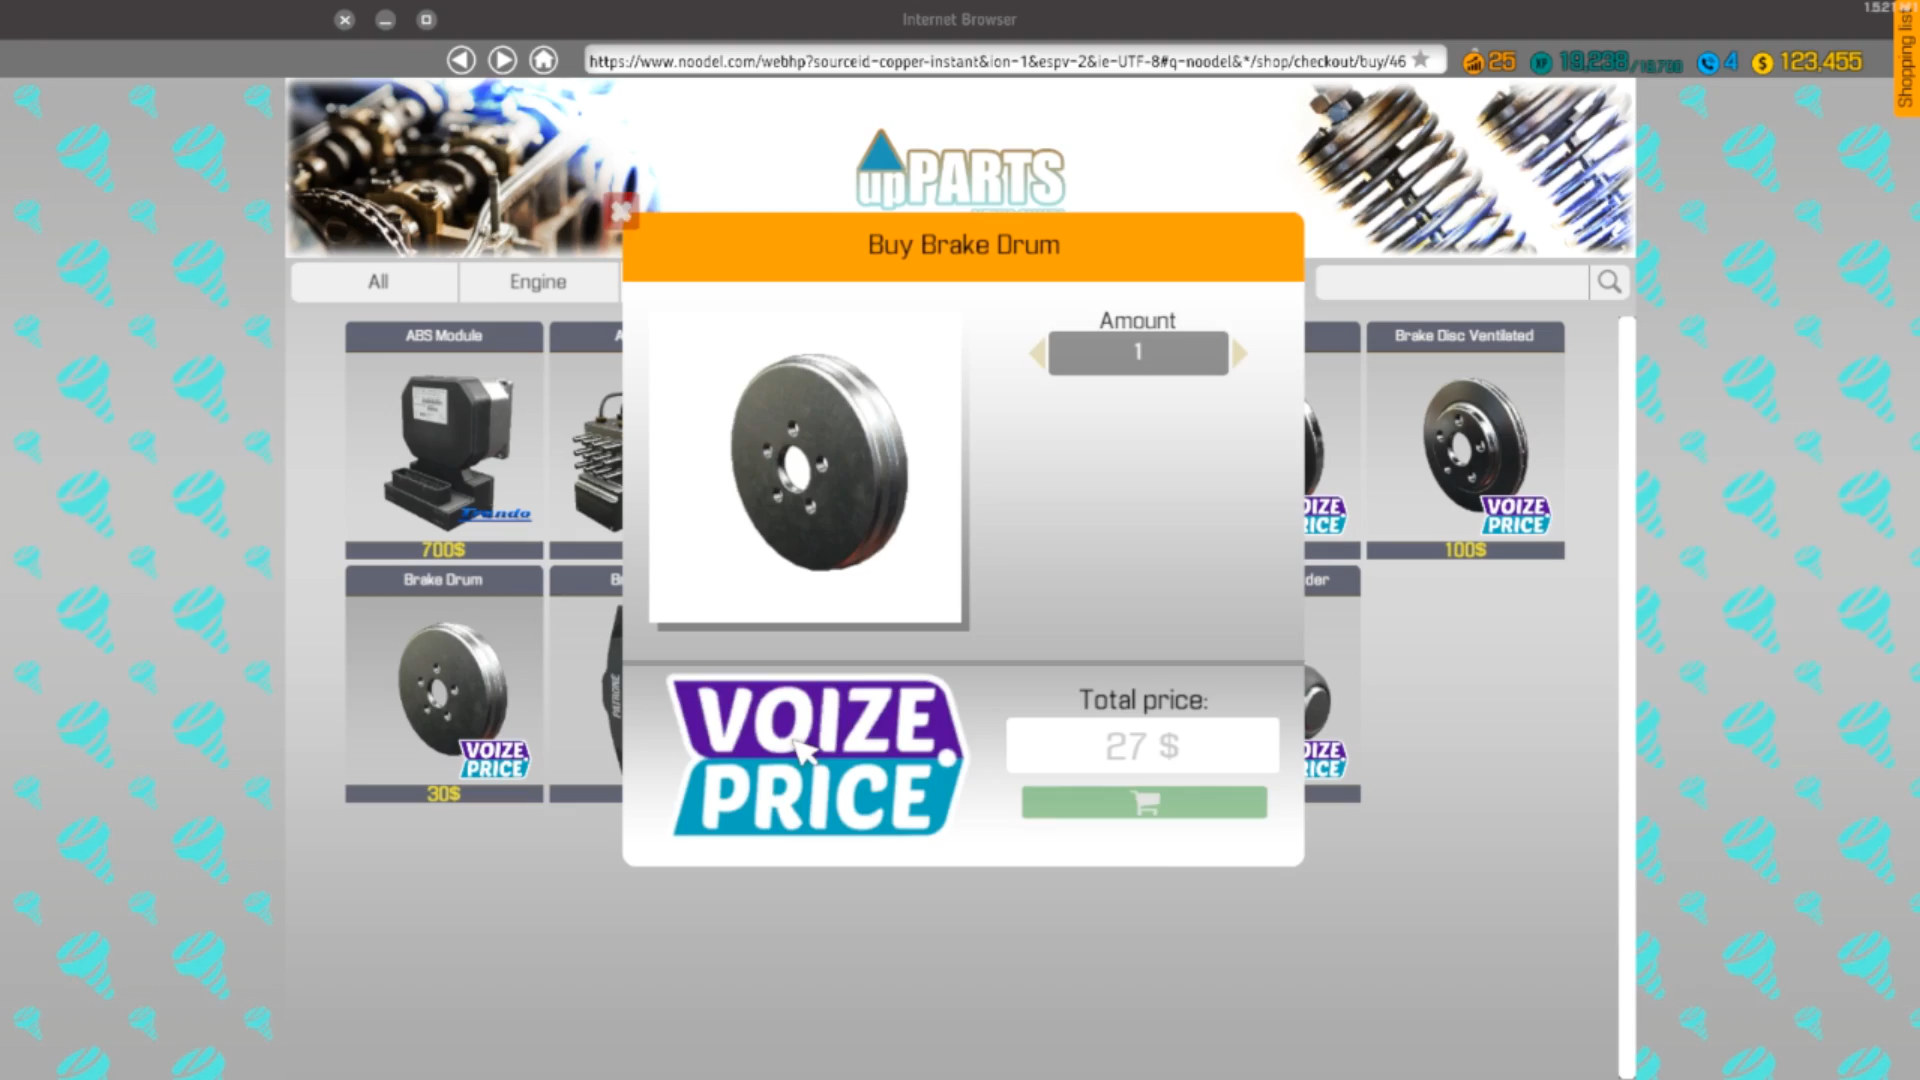 Internet Browser
https://www.noodel.com/webhp?sourceid-copper-instant&ion-1&espv-2&ie-UTF-8#q-noodel&*/shop/checkout/buy/46
25
XP
4
$ 123,455
Shopping list
upPARTS
Buy Brake Drum
All
Engine
Amount
1
ABS Module
Brake Disc Ventilated
Trundo
VOIZE.
PRICE
700$
100$
Brake Drum
VOIZE.
PRICE
30$
VOIZE.
PRICE
Total price:
27 $